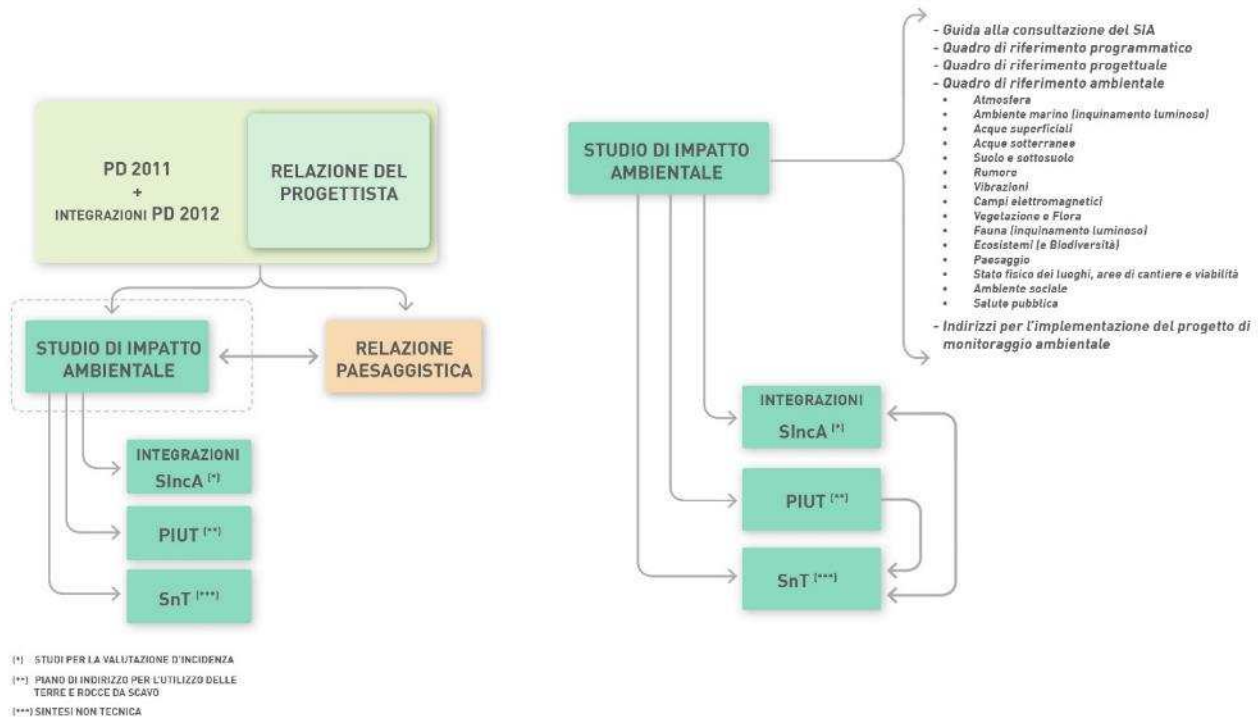 PD 2011
+
INTEGRAZIONI PD 2012
RELAZIONE DEL
PROGETTISTA
STUDIO DI IMPATTO
AMBIENTALE
RELAZIONE
PAESAGGISTICA
INTEGRAZIONI
SIncA (*)
PIUT (**)
SnT (***)
(*) STUDI PER LA VALUTAZIONE D'INCIDENZA
(**) PIANO DI INDIRIZZO PER L'UTILIZZO DELLE
TERRE E ROCCE DA SCAVO
(***) SINTESI NON TECNICA
STUDIO DI IMPATTO
AMBIENTALE
- Guida alla consultazione del SIA
- Quadro di riferimento programmatico
- Quadro di riferimento progettuale
- Quadro di riferimento ambientale
• Atmosfera
• Ambiente marino (inquinamento luminoso)
• Acque superficiali
• Acque sotterranee
• Suolo e sottosuolo
• Rumore
• Vibrazioni
• Campi elettromagnetici
• Vegetazione e Flora
• Fauna (inquinamento luminoso)
• Ecosistemi (e Biodiversità)
• Paesaggio
• Stato fisico dei luoghi, aree di cantiere e viabilità
• Ambiente sociale
• Salute pubblica
- Indirizzi per l'implementazione del progetto di
monitoraggio ambientale
INTEGRAZIONI
SIncA (*)
PIUT (**)
SnT (***)